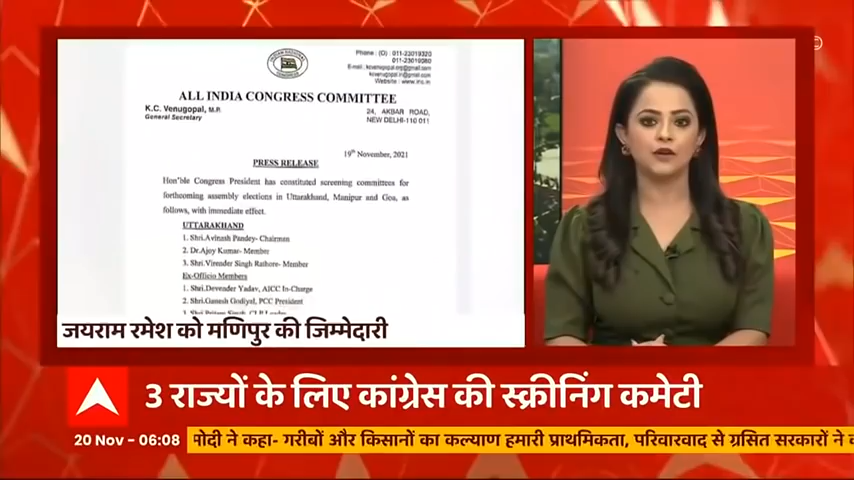 Phone : (O) : 011-23019320
011-23019080
ALL INDIA CONGRESS COMMITTEE
K.C. Venugopal, M.P.
General Secretary
24, AKBAR ROAD,
NEW DELHI-110 011
19th November, 2021
PRESS RELEASE
Hon'ble Congress President has constituted screening committees for
forthcoming assembly elections in Uttarakhand, Manipur and Goa, as
follows, with immediate effect.
UTTARAKHAND
1. Shri.Avinash Pandey- Chairman
2. Dr.Ajoy Kumar- Member
3. Shri.Virender Singh Rathore- Member
Ex-Officio Members
1. Shri.Devender Yadav, AICC In-Charge
2. Shri.Ganesh Godiyal, PCC President
जयराम रमेश को मणिपुर की जिम्मेदारी
3 राज्यों के लिए कांग्रेस की स्क्रीनिंग कमेटी
20 Nov - 06:08
मोदी ने कहा- गरीबों और किसानों का कल्याण हमारी प्राथमिकता, परिवारवाद से ग्रसित सरकारों ने